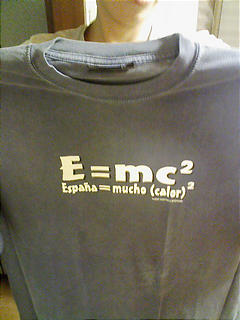 E=mc²
España=mucho (calor)²